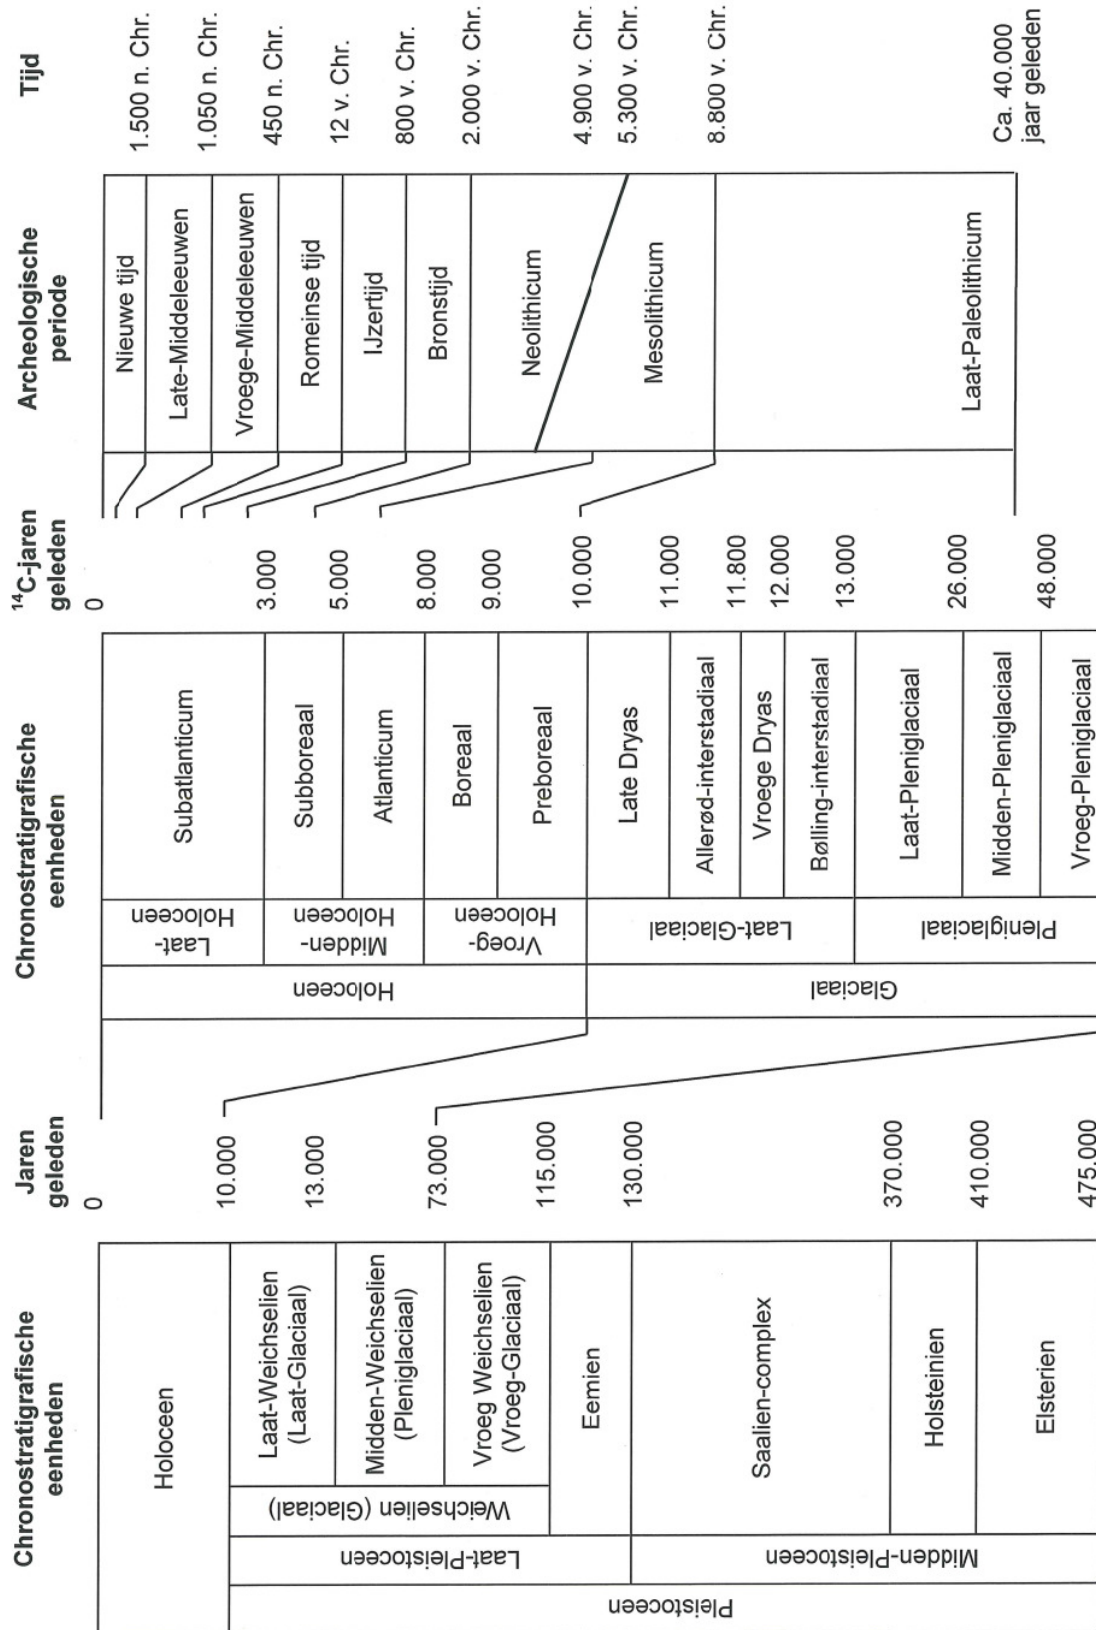 Chronostratigrafische
eenheden
Jaren
geleden
Chronostratigrafische
eenheden
¹⁴C-jaren
geleden
Archeologische
periode
Tijd
Pleistoceen
Laat-Pleistoceen
Midden-Pleistoceen
Weichselien (Glaciaal)
Holoceen
Laat-Weichselien
(Laat-Glaciaal)
Midden-Weichselien
(Pleniglaciaal)
Vroeg Weichselien
(Vroeg-Glaciaal)
Eemien
Saalien-complex
Holsteinien
Elsterien
0
10.000
13.000
73.000
115.000
130.000
370.000
410.000
475.000
Holoceen
Glaciaal
Laat-
Holoceen
Midden-
Holoceen
Vroeg-
Holoceen
Laat-Glaciaal
Pleniglaciaal
Subatlanticum
Subboreaal
Atlanticum
Boreaal
Preboreaal
Late Dryas
Allerød-interstadiaal
Vroege Dryas
Bølling-interstadiaal
Laat-Pleniglaciaal
Midden-Pleniglaciaal
Vroeg-Pleniglaciaal
0
3.000
5.000
8.000
9.000
10.000
11.000
11.800
12.000
13.000
26.000
48.000
Nieuwe tijd
Late-Middeleeuwen
Vroege-Middeleeuwen
Romeinse tijd
IJzertijd
Bronstijd
Neolithicum
Mesolithicum
Laat-Paleolithicum
1.500 n. Chr.
1.050 n. Chr.
450 n. Chr.
12 v. Chr.
800 v. Chr.
2.000 v. Chr.
4.900 v. Chr.
5.300 v. Chr.
8.800 v. Chr.
Ca. 40.000
jaar geleden